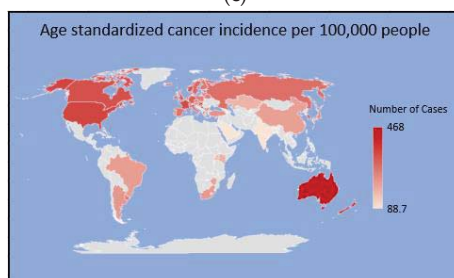 Age standardized cancer incidence per 100,000 people
Number of Cases
468
88.7